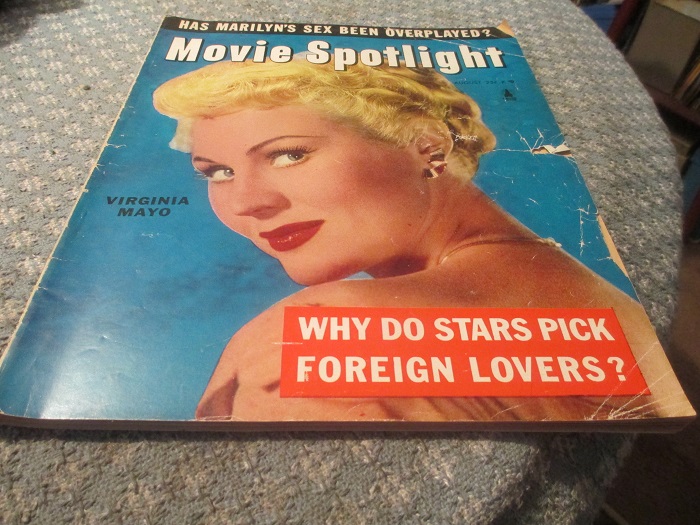 HAS MARILYN'S SEX BEEN OVERPLAYED?
Movie Spotlight
VIRGINIA
MAYO
WHY DO STARS PICK
FOREIGN LOVERS?